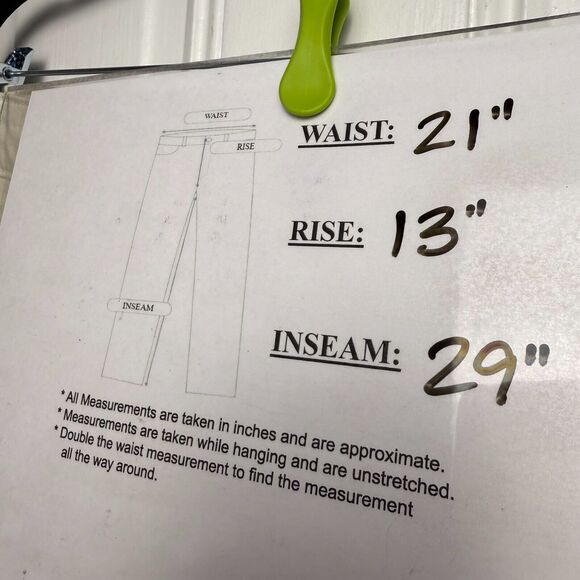 WAIST
RISE
INSEAM
WAIST: 21"
RISE: 13"
INSEAM: 29"
* All Measurements are taken in inches and are approximate.
* Measurements are taken while hanging and are unstretched.
* Double the waist measurement to find the measurement
all the way around.